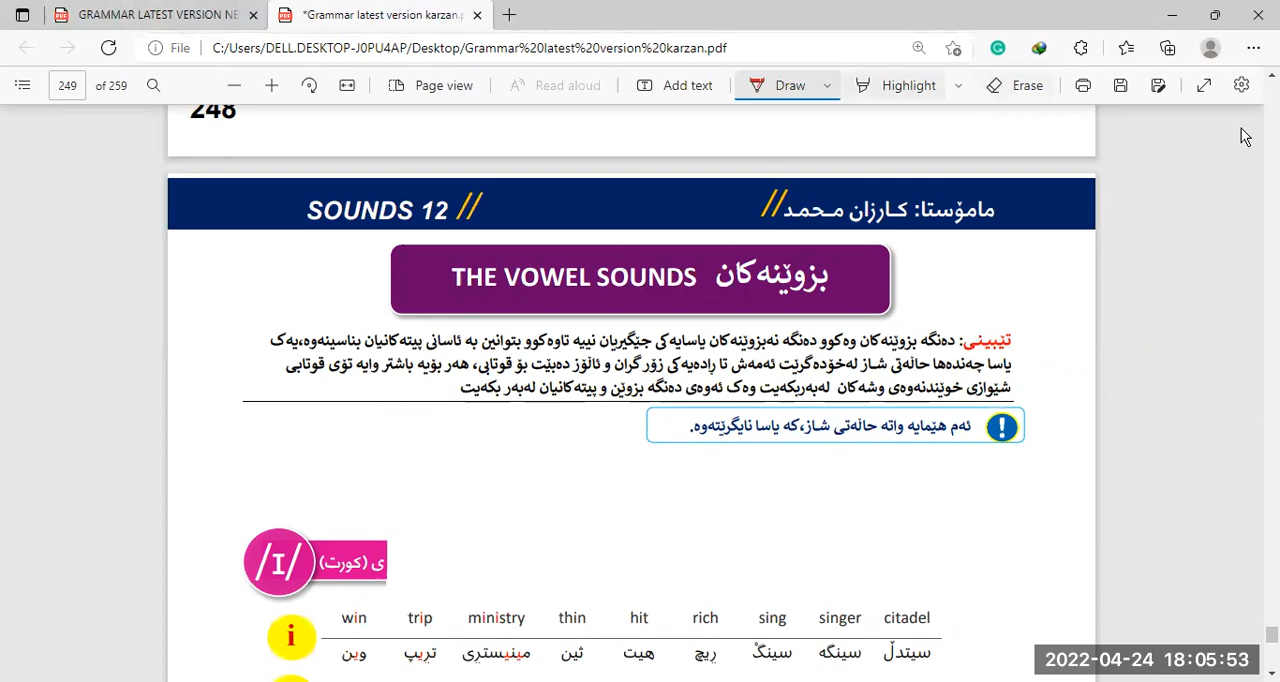 GRAMMAR LATEST VERSION NE
*Grammar latest version karzan.p
File C:/Users/DELL.DESKTOP-J0PU4AP/Desktop/Grammar%20latest%20version%20karzan.pdf
249 of 259 Page view Read aloud Add text Draw Highlight Erase
248
SOUNDS 12 // //مامۆستا: کـارزان مـحمـد
THE VOWEL SOUNDS بزوێنەکان
تێبینـی: دەنگە بزوێنەکان وەکوو دەنگە نەبزوێنەکان یاسایەکی جێگیریان نییە تاوەکوو بتوانین بە ئاسانی پیتەکانیان بناسینەوە،یەک
یاسا چەندەها حاڵەتی شـاز لەخۆدەگرێت ئەمەش تا ڕادەیەکی زۆر گران و ئاڵۆز دەبێت بۆ قوتابی، هەر بۆیە باشتر وایە تۆی قوتابی
شێوازی خوێندنەوەی وشەکان لەبەربکەیت وەک ئەوەی دەنگە بزوێن و پیتەکانیان لەبەر بکەیت
ئەم هێمایە واتە حاڵەتی شـاز،کە یاسا نایگرێتەوە. !
/I/ ی (کورت)
win trip ministry thin hit rich sing singer citadel
i
وین تریپ مینیستری ثین هیت ڕیچ سینگ سینگە سیتدڵ
2022-04-24 18:05:53